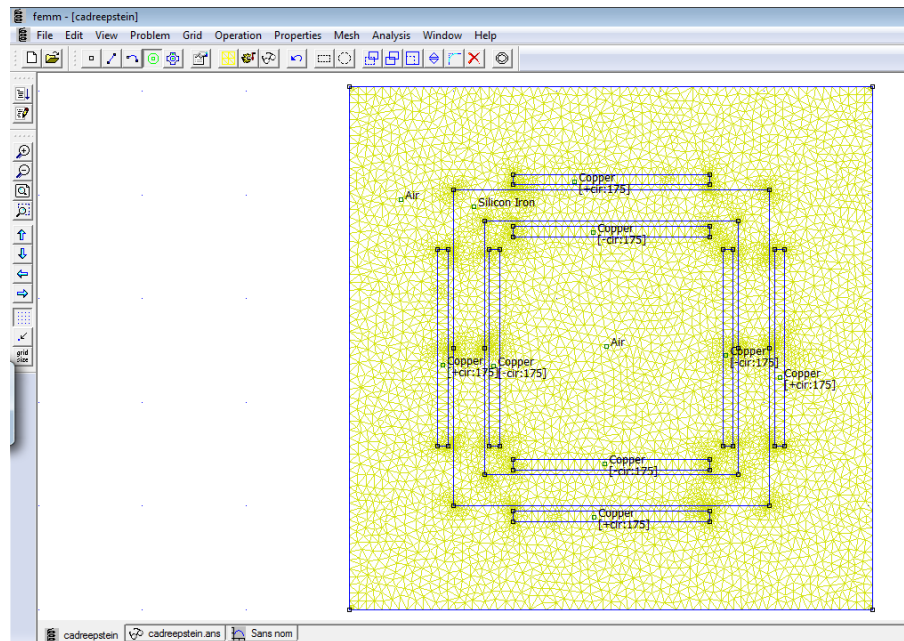 femm - [cadreepstein]
File Edit View Problem Grid Operation Properties Mesh Analysis Window Help
Copper
[+cir:175]
Air
Silicon Iron
Copper
[-cir:175]
Air
Copper
[-cir:175]
Copper
[+cir:175]
Copper
[-cir:175]
Copper
[+cir:175]
Copper
[-cir:175]
Copper
[+cir:175]
grid
size
cadreepstein cadreepstein.ans Sans nom